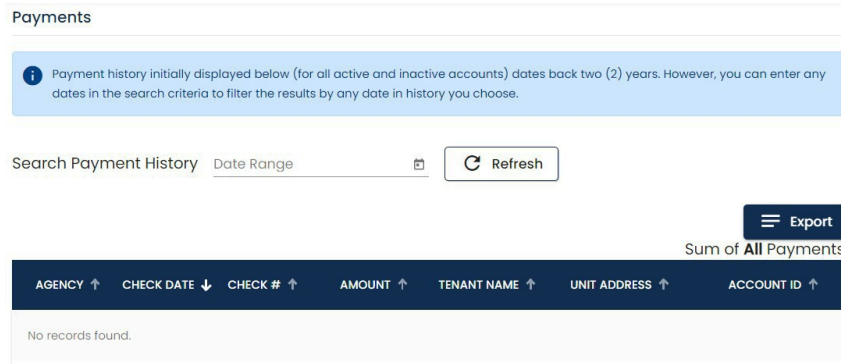 Payments
Payment history initially displayed below (for all active and inactive accounts) dates back two (2) years. However, you can enter any
dates in the search criteria to filter the results by any date in history you choose.
Search Payment History Date Range Refresh
Export
Sum of All Payments
AGENCY CHECK DATE CHECK # AMOUNT TENANT NAME UNIT ADDRESS ACCOUNT ID
No records found.